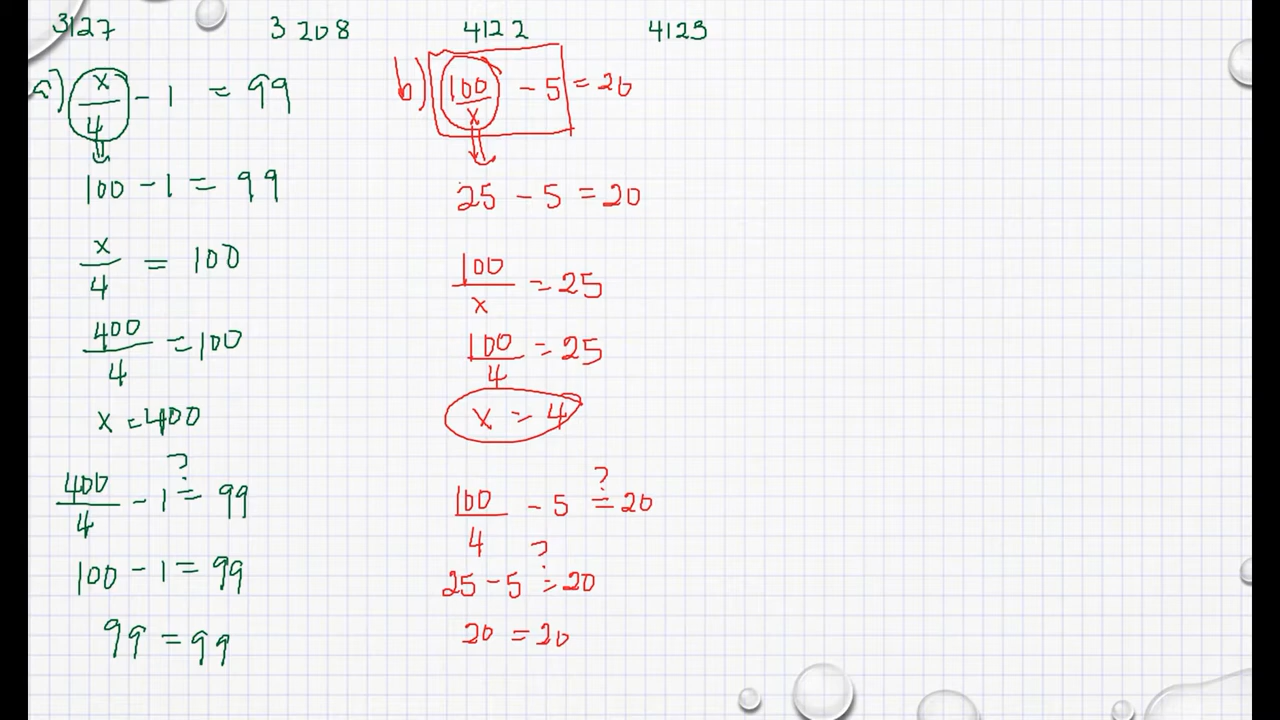 3127 3208 4122 4123
a) x/4 - 1 = 99
100 - 1 = 99
x/4 = 100
400/4 = 100
x = 400
400/4 - 1 ?= 99
100 - 1 = 99
99 = 99
b) 100/x - 5 = 20
25 - 5 = 20
100/x = 25
100/4 = 25
x = 4
100/4 - 5 ?= 20
25 - 5 ?= 20
20 = 20